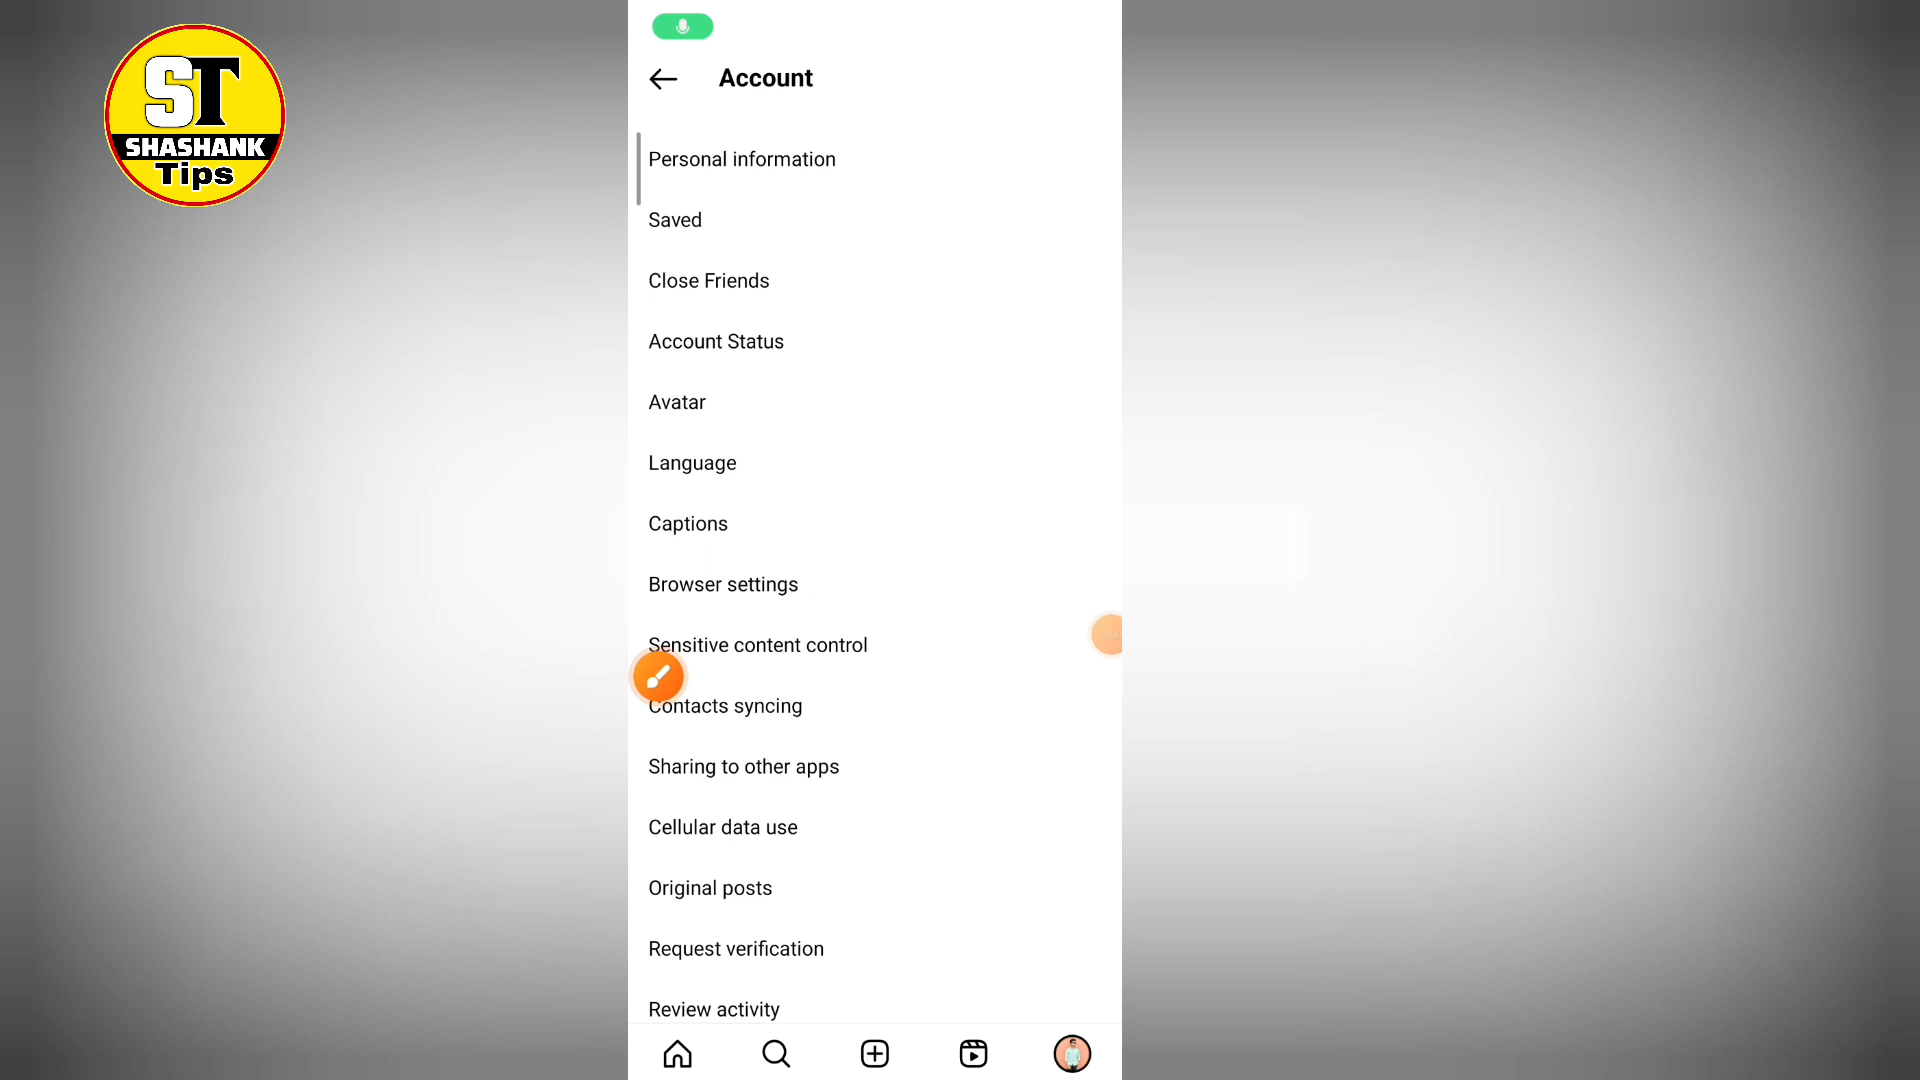 ST
SHASHANK
Tips
Account
Personal information
Saved
Close Friends
Account Status
Avatar
Language
Captions
Browser settings
Sensitive content control
Contacts syncing
Sharing to other apps
Cellular data use
Original posts
Request verification
Review activity